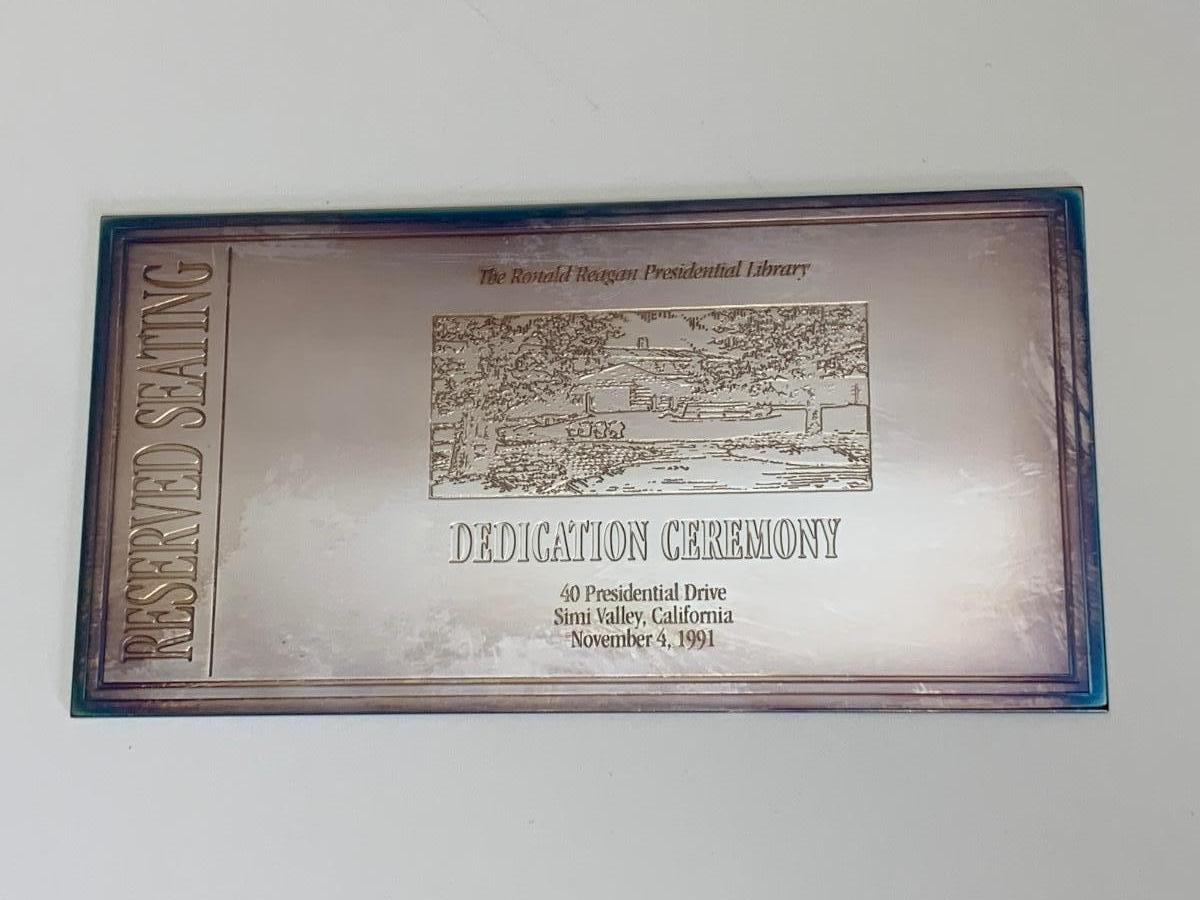 RESERVED SEATING
The Ronald Reagan Presidential Library
DEDICATION CEREMONY
40 Presidential Drive
Simi Valley, California
November 4, 1991